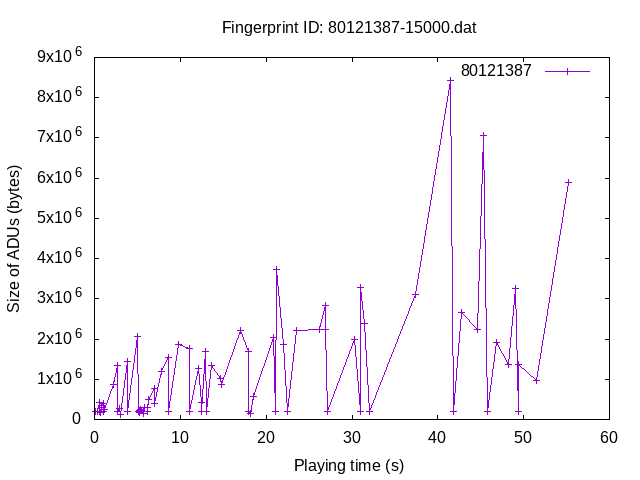 Fingerprint ID: 80121387-15000.dat
80121387
Size of ADUs (bytes)
9x10^6
8x10^6
7x10^6
6x10^6
5x10^6
4x10^6
3x10^6
2x10^6
1x10^6
0
0 10 20 30 40 50 60
Playing time (s)